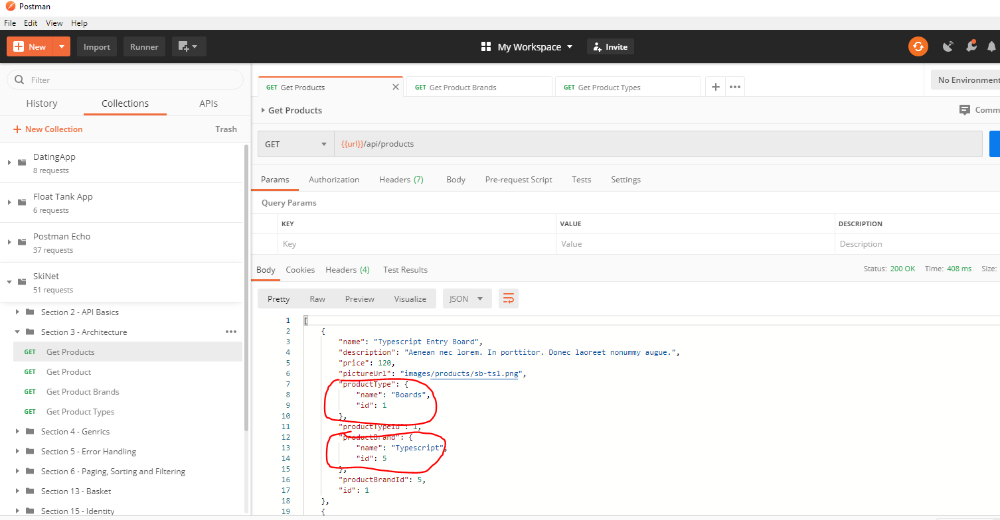 Postman
File Edit View Help
New Import Runner My Workspace Invite
Filter
History Collections APIs
New Collection Trash
DatingApp
8 requests
Float Tank App
6 requests
Postman Echo
37 requests
SkiNet
51 requests
Section 2 - API Basics
Section 3 - Architecture
GET Get Products
GET Get Product
GET Get Product Brands
GET Get Product Types
Section 4 - Genrics
Section 5 - Error Handling
Section 6 - Paging, Sorting and Filtering
Section 13 - Basket
Section 15 - Identity
GET Get Products GET Get Product Brands GET Get Product Types No Environment
Get Products Comm
GET {{url}}/api/products
Params Authorization Headers (7) Body Pre-request Script Tests Settings
Query Params
KEY VALUE DESCRIPTION
Key Value Description
Body Cookies Headers (4) Test Results Status: 200 OK Time: 408 ms Size:
Pretty Raw Preview Visualize JSON
1 [
2 {
3 "name": "Typescript Entry Board",
4 "description": "Aenean nec lorem. In porttitor. Donec laoreet nonummy augue.",
5 "price": 120,
6 "pictureUrl": "images/products/sb-ts1.png",
7 "productType": {
8 "name": "Boards",
9 "id": 1
10 },
11 "productTypeId": 1,
12 "productBrand": {
13 "name": "Typescript",
14 "id": 5
15 },
16 "productBrandId": 5,
17 "id": 1
18 },
19 {